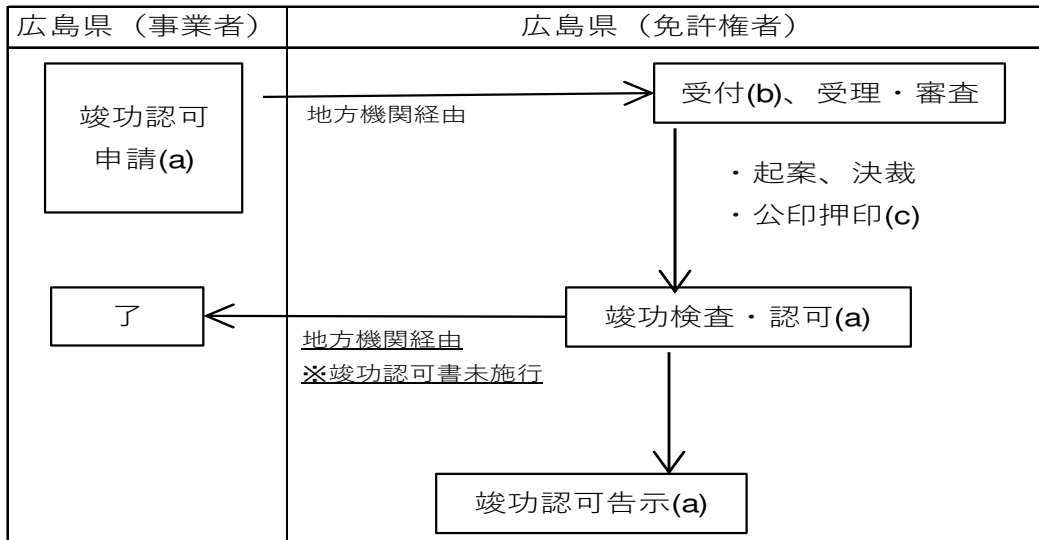 広島県（事業者）
広島県（免許権者）
竣功認可
申請(a)
地方機関経由
受付(b)、受理・審査
・起案、決裁
・公印押印(c)
了
地方機関経由
※竣功認可書未施行
竣功検査・認可(a)
竣功認可告示(a)